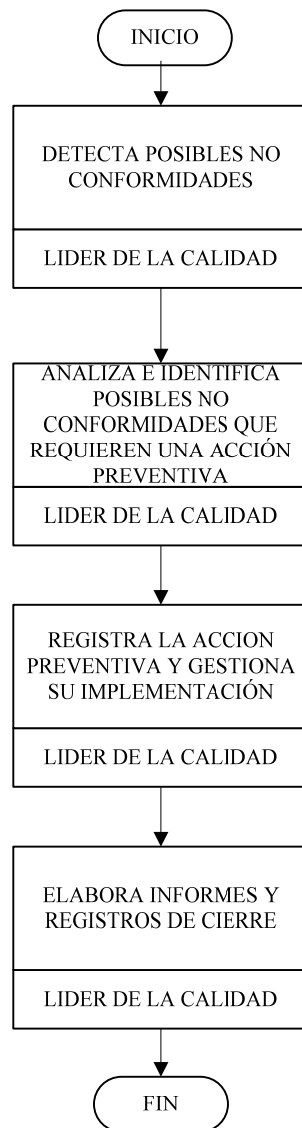 INICIO
DETECTA POSIBLES NO
CONFORMIDADES
LIDER DE LA CALIDAD
ANALIZA E IDENTIFICA
POSIBLES NO
CONFORMIDADES QUE
REQUIEREN UNA ACCIÓN
PREVENTIVA
LIDER DE LA CALIDAD
REGISTRA LA ACCION
PREVENTIVA Y GESTIONA
SU IMPLEMENTACIÓN
LIDER DE LA CALIDAD
ELABORA INFORMES Y
REGISTROS DE CIERRE
LIDER DE LA CALIDAD
FIN